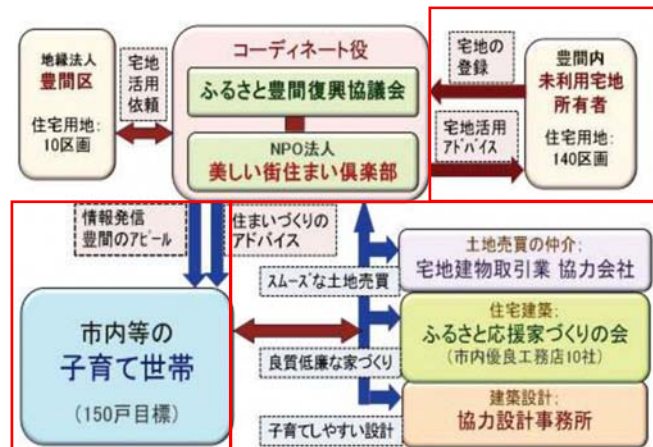 地縁法人
豊間区
住宅用地:
10区画
宅地
活用
依頼
コーディネート役
ふるさと豊間復興協議会
NPO法人
美しい街住まい倶楽部
宅地の
登録
宅地活用
アドバイス
豊間内
未利用宅地
所有者
住宅用地:
140区画
情報発信
豊間のアピール
住まいづくりの
アドバイス
市内等の
子育て世帯
(150戸目標)
スムーズな土地売買
良質低廉な家づくり
子育てしやすい設計
土地売買の仲介:
宅地建物取引業 協力会社
住宅建築:
ふるさと応援家づくりの会
(市内優良工務店10社)
建築設計:
協力設計事務所